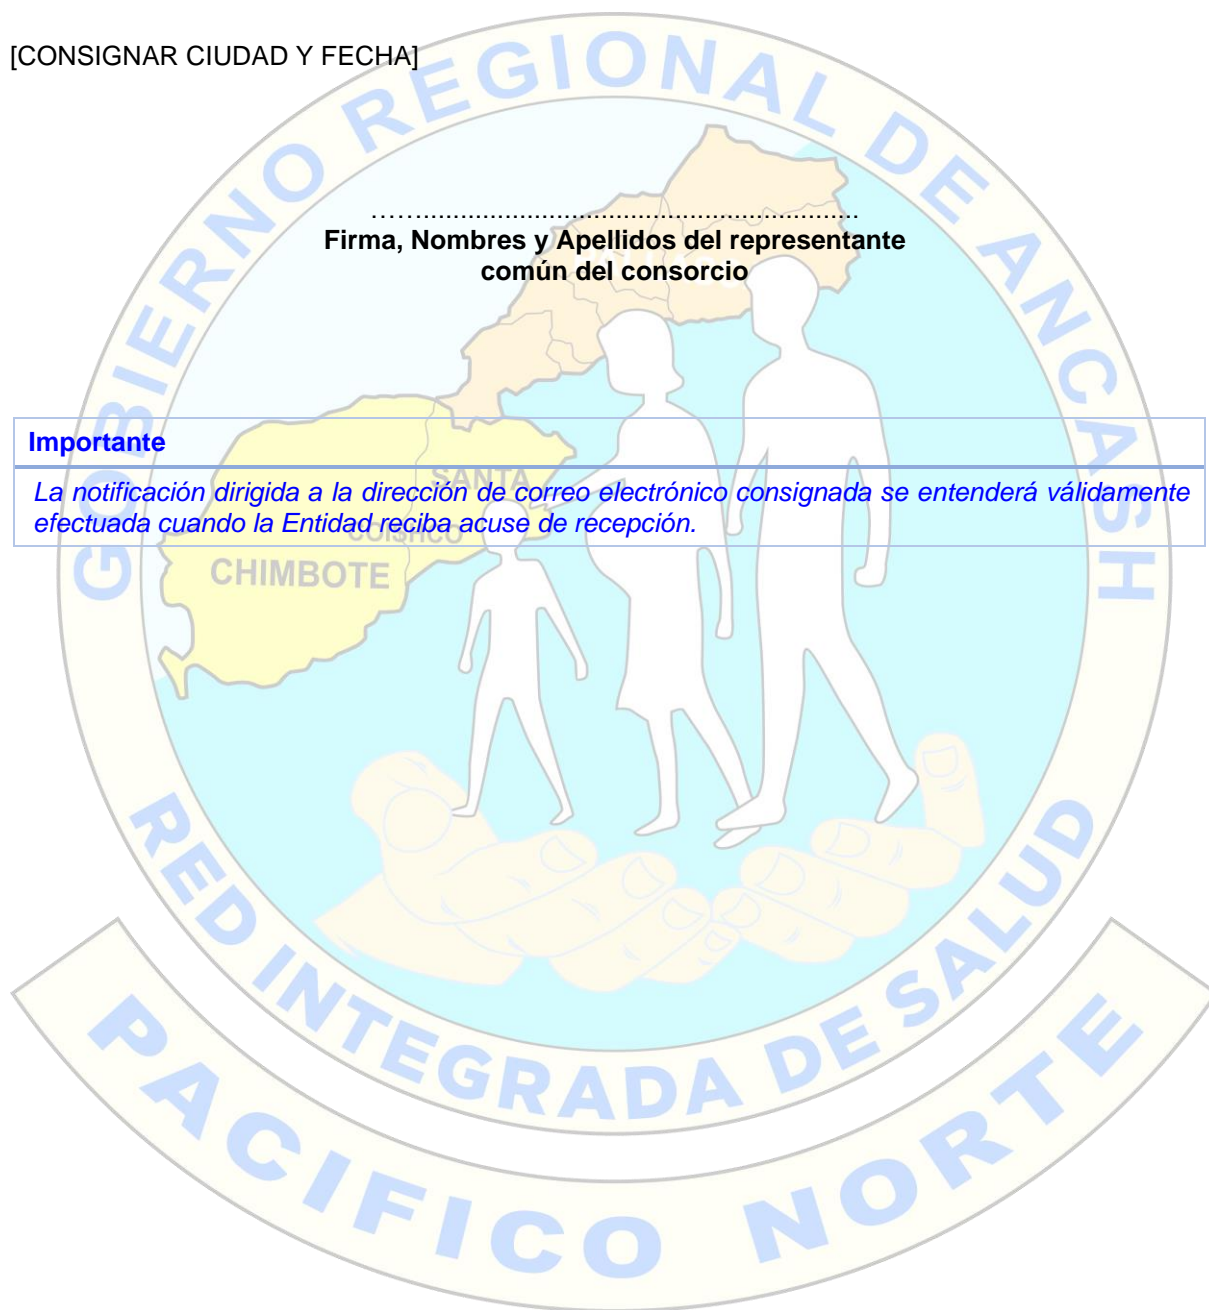 [CONSIGNAR CIUDAD Y FECHA]
…….............................................................
Firma, Nombres y Apellidos del representante
común del consorcio
Importante
La notificación dirigida a la dirección de correo electrónico consignada se entenderá válidamente
efectuada cuando la Entidad reciba acuse de recepción.
GOBIERNO REGIONAL DE ANCASH
SANTA
COISHCO
CHIMBOTE
RED INTEGRADA DE SALUD
PACIFICO NORTE